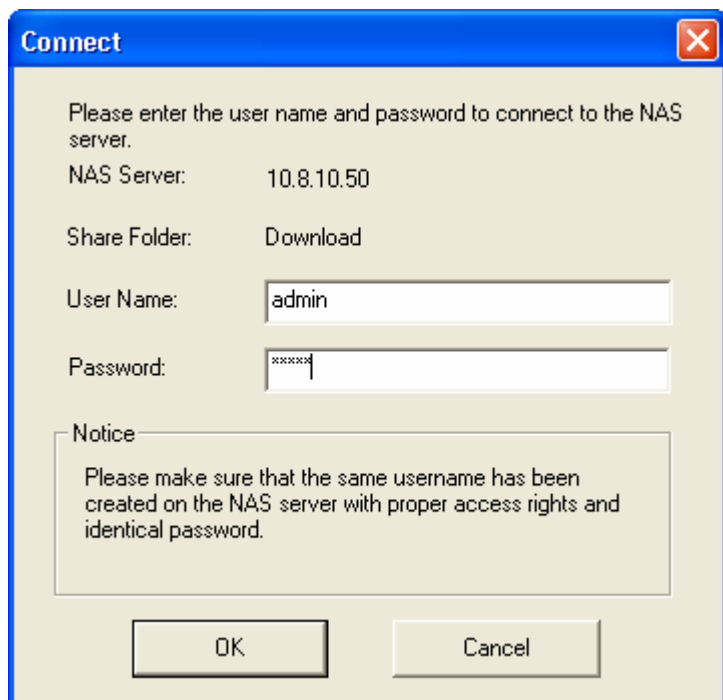 Connect
Please enter the user name and password to connect to the NAS
server.
NAS Server: 10.8.10.50
Share Folder: Download
User Name: admin
Password: *****
Notice
Please make sure that the same username has been
created on the NAS server with proper access rights and
identical password.
OK Cancel